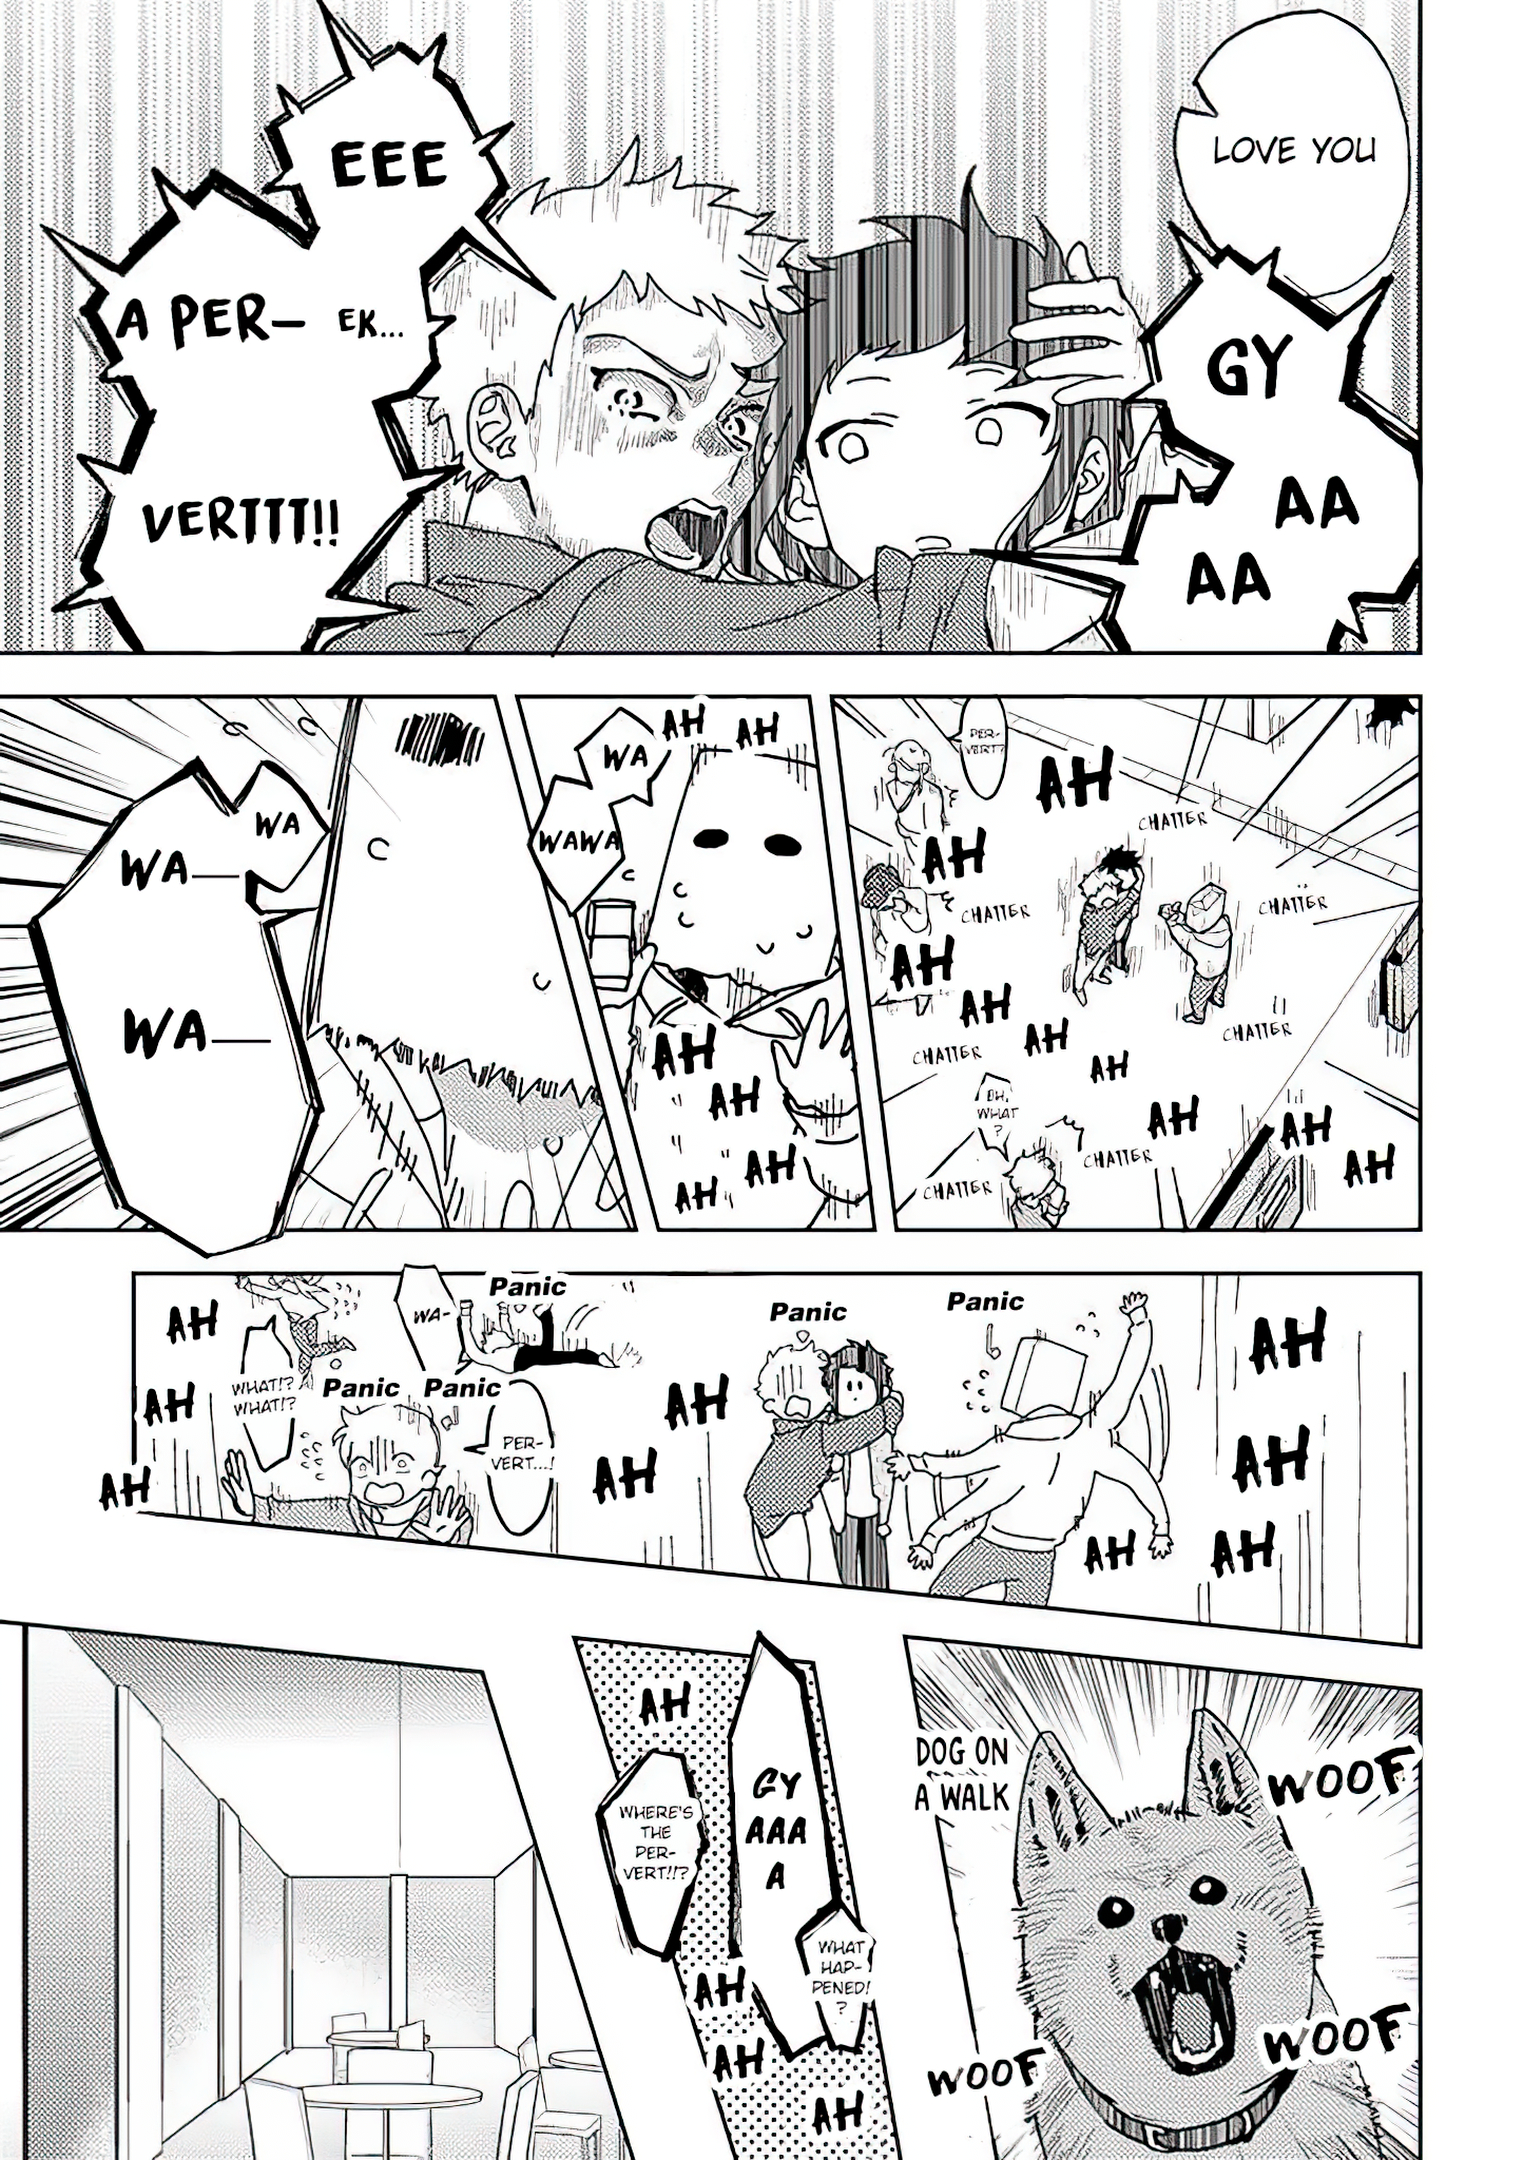 LOVE YOU
GY
AA
AA
EEE
EK...
A PER-
VERTTT!!
PER-
VERT?
AH
CHATTER
AH
CHATTER
CHATTER
AH
AH
AH
CHATTER
CHATTER
AH
EH,
WHAT
?
AH
AH
AH
CHATTER
CHATTER
AH
AH
WA
WAWA
AH
AH
AH
AH
WA
WA—
WA—
AH
AH
AH
AH
Panic
Panic
AH
AH
Panic
WA-
PER-
VERT...!
Panic
Panic
WHAT!?
WHAT!?
AH
AH
AH
DOG ON
A WALK
WOOF
WOOF
WOOF
AH
GY
AAA
A
WHERE'S
THE
PER-
VERT!!?
WHAT
HAP-
PENED!
?
AH
AH
AH